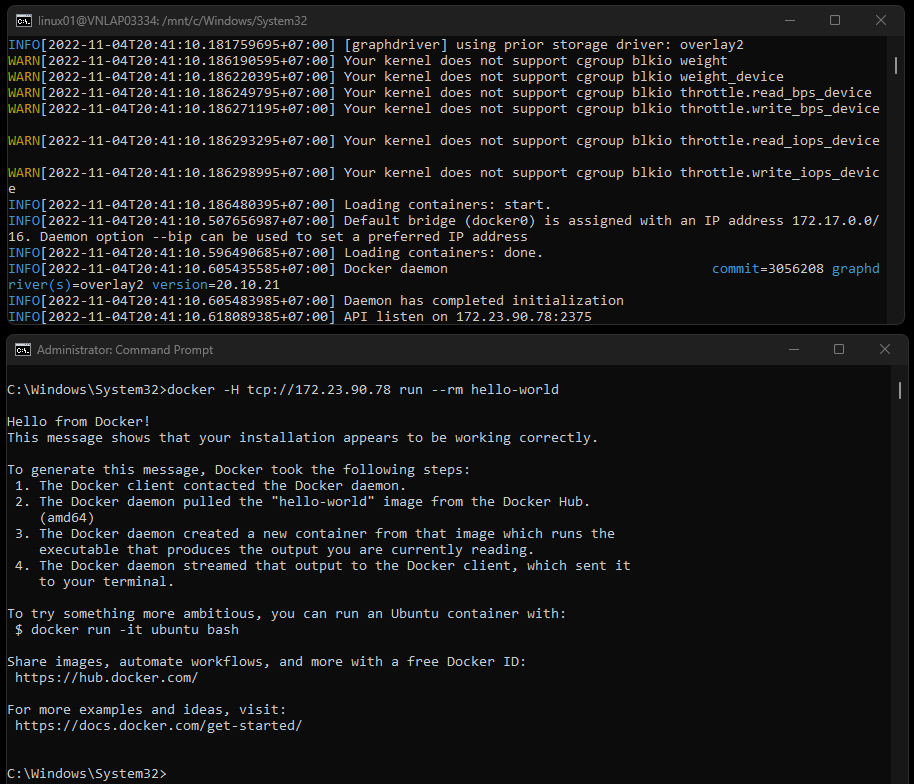 linux01@VNLAP03334: /mnt/c/Windows/System32
INFO[2022-11-04T20:41:10.181759695+07:00] [graphdriver] using prior storage driver: overlay2
WARN[2022-11-04T20:41:10.186190595+07:00] Your kernel does not support cgroup blkio weight
WARN[2022-11-04T20:41:10.186220395+07:00] Your kernel does not support cgroup blkio weight_device
WARN[2022-11-04T20:41:10.186249795+07:00] Your kernel does not support cgroup blkio throttle.read_bps_device
WARN[2022-11-04T20:41:10.186271195+07:00] Your kernel does not support cgroup blkio throttle.write_bps_device
WARN[2022-11-04T20:41:10.186293295+07:00] Your kernel does not support cgroup blkio throttle.read_iops_device
WARN[2022-11-04T20:41:10.186298995+07:00] Your kernel does not support cgroup blkio throttle.write_iops_devic
e
INFO[2022-11-04T20:41:10.186480395+07:00] Loading containers: start.
INFO[2022-11-04T20:41:10.507656987+07:00] Default bridge (docker0) is assigned with an IP address 172.17.0.0/
16. Daemon option --bip can be used to set a preferred IP address
INFO[2022-11-04T20:41:10.596490685+07:00] Loading containers: done.
INFO[2022-11-04T20:41:10.605435585+07:00] Docker daemon commit=3056208 graphd
river(s)=overlay2 version=20.10.21
INFO[2022-11-04T20:41:10.605483985+07:00] Daemon has completed initialization
INFO[2022-11-04T20:41:10.618089385+07:00] API listen on 172.23.90.78:2375
Administrator: Command Prompt
C:\Windows\System32>docker -H tcp://172.23.90.78 run --rm hello-world
Hello from Docker!
This message shows that your installation appears to be working correctly.
To generate this message, Docker took the following steps:
1. The Docker client contacted the Docker daemon.
2. The Docker daemon pulled the "hello-world" image from the Docker Hub.
(amd64)
3. The Docker daemon created a new container from that image which runs the
executable that produces the output you are currently reading.
4. The Docker daemon streamed that output to the Docker client, which sent it
to your terminal.
To try something more ambitious, you can run an Ubuntu container with:
$ docker run -it ubuntu bash
Share images, automate workflows, and more with a free Docker ID:
https://hub.docker.com/
For more examples and ideas, visit:
https://docs.docker.com/get-started/
C:\Windows\System32>